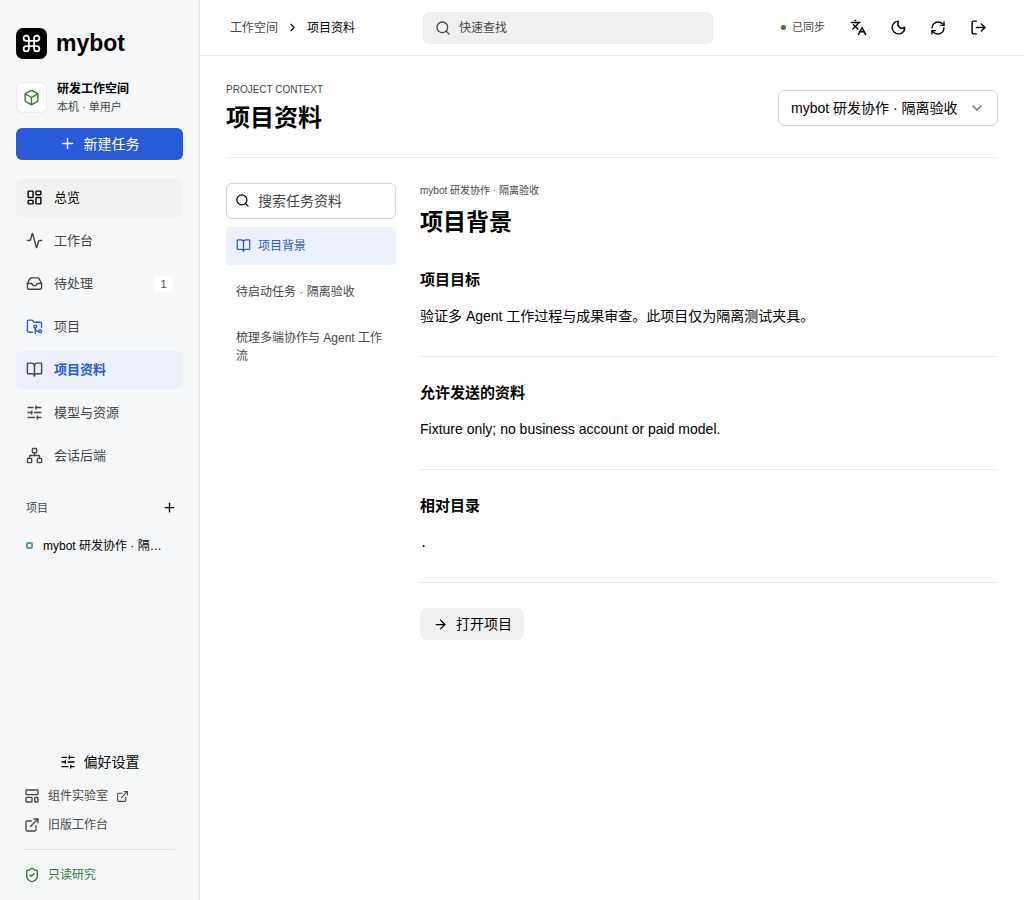 mybot
研发工作空间
本机 · 单用户
新建任务
总览
工作台
待处理
1
项目
项目资料
模型与资源
会话后端
项目
mybot 研发协作 · 隔…
偏好设置
组件实验室
旧版工作台
只读研究
工作空间
项目资料
快速查找
已同步
PROJECT CONTEXT
项目资料
mybot 研发协作 · 隔离验收
搜索任务资料
项目背景
待启动任务 · 隔离验收
梳理多端协作与 Agent 工作
流
mybot 研发协作 · 隔离验收
项目背景
项目目标
验证多 Agent 工作过程与成果审查。此项目仅为隔离测试夹具。
允许发送的资料
Fixture only; no business account or paid model.
相对目录
.
打开项目